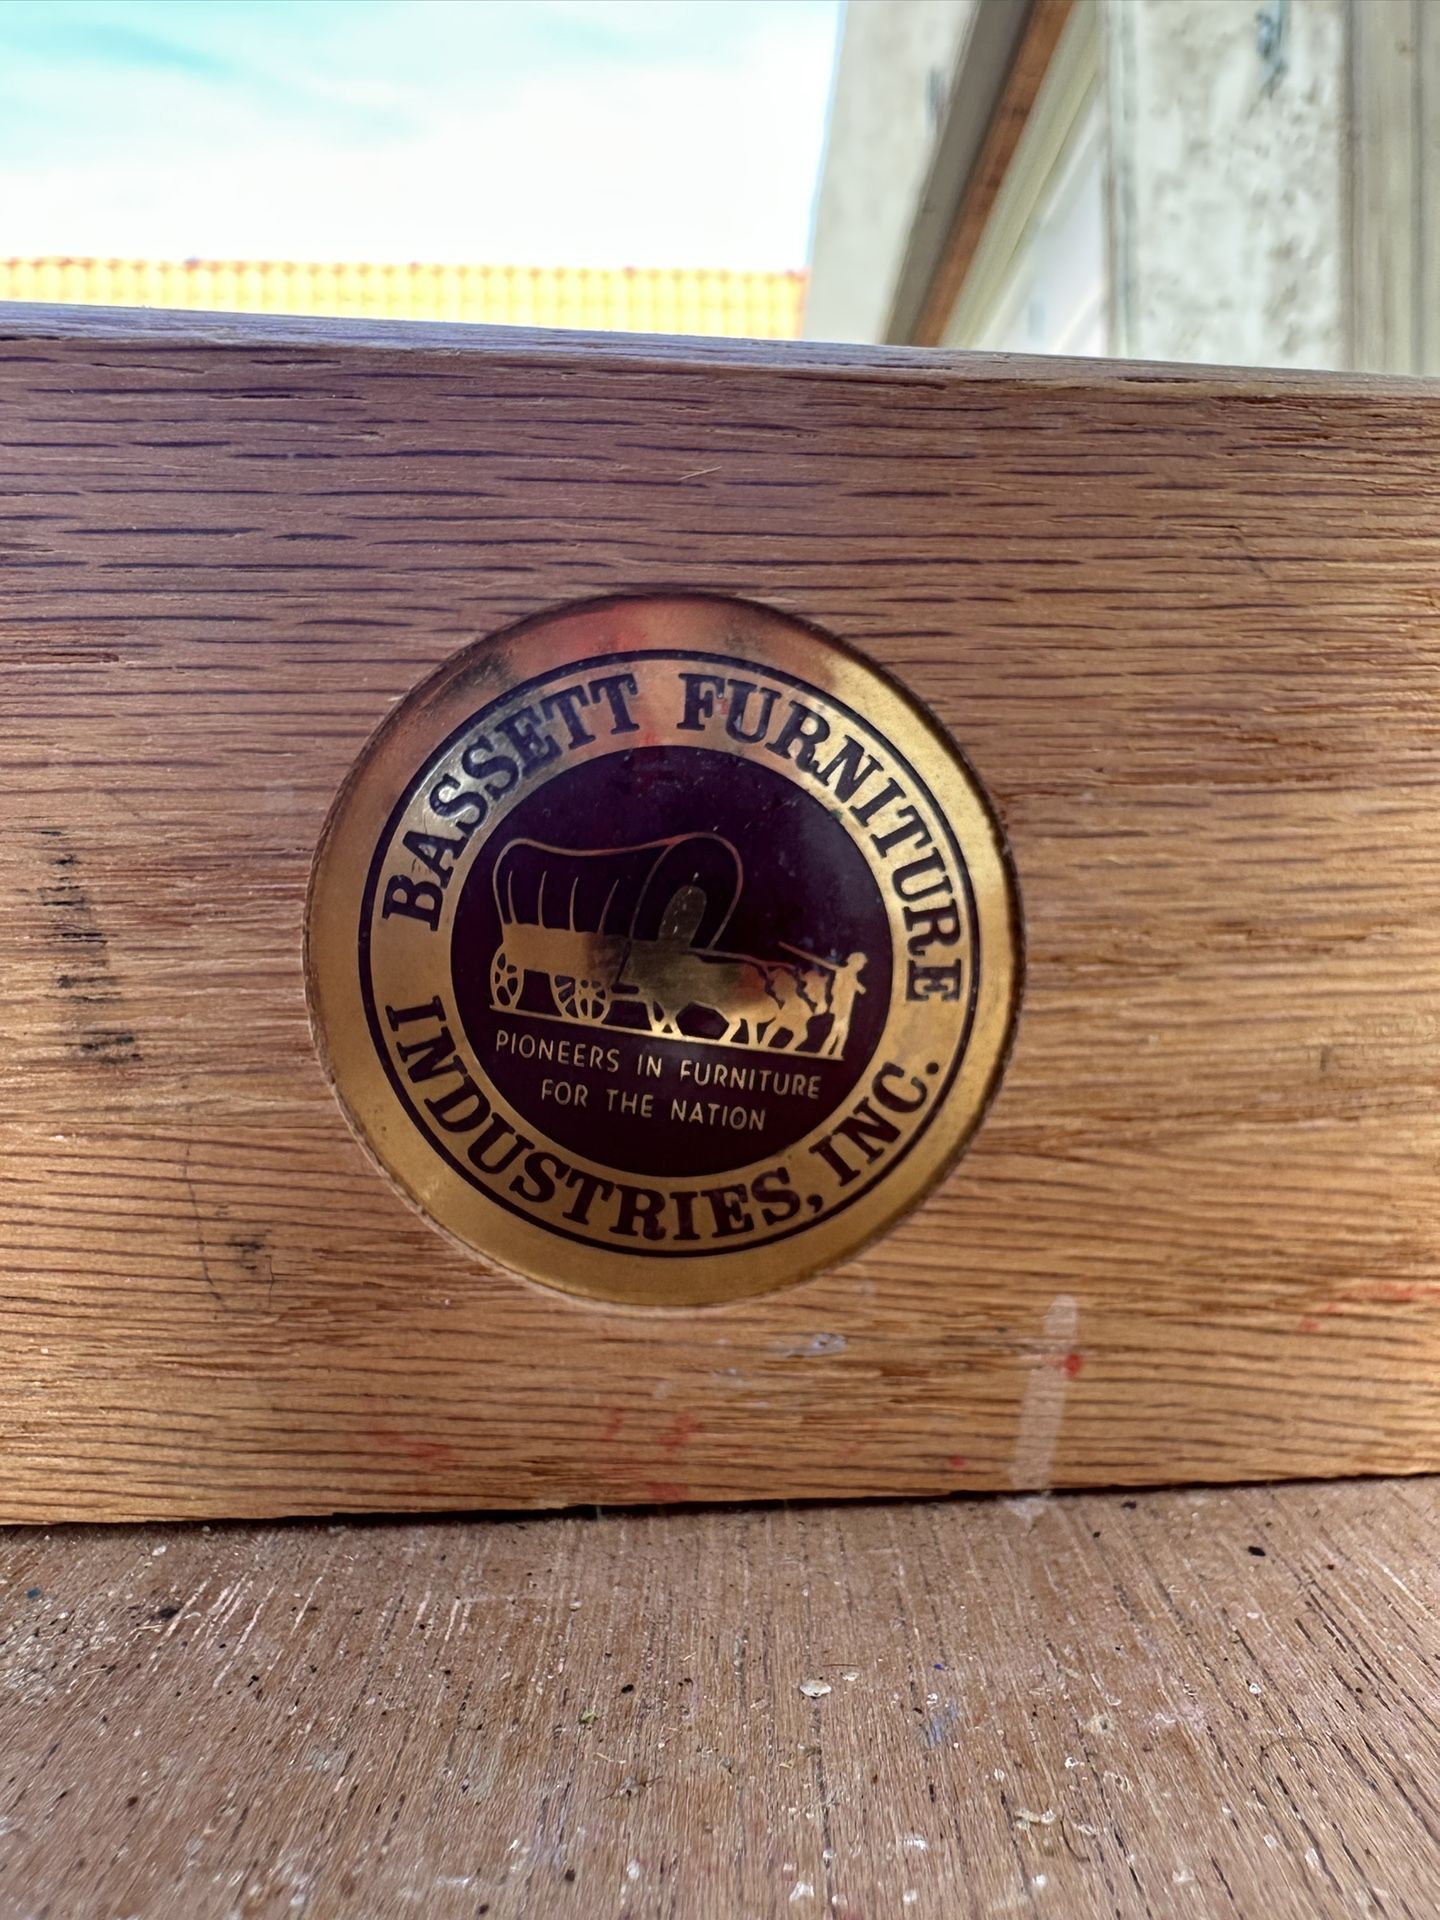 BASSETT FURNITURE
INDUSTRIES, INC.
PIONEERS IN FURNITURE
FOR THE NATION